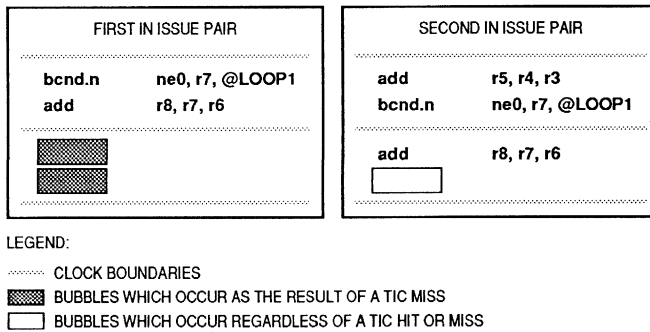 FIRST IN ISSUE PAIR
bcnd.n ne0, r7, @LOOP1
add r8, r7, r6
SECOND IN ISSUE PAIR
add r5, r4, r3
bcnd.n ne0, r7, @LOOP1
add r8, r7, r6
LEGEND:
CLOCK BOUNDARIES
BUBBLES WHICH OCCUR AS THE RESULT OF A TIC MISS
BUBBLES WHICH OCCUR REGARDLESS OF A TIC HIT OR MISS